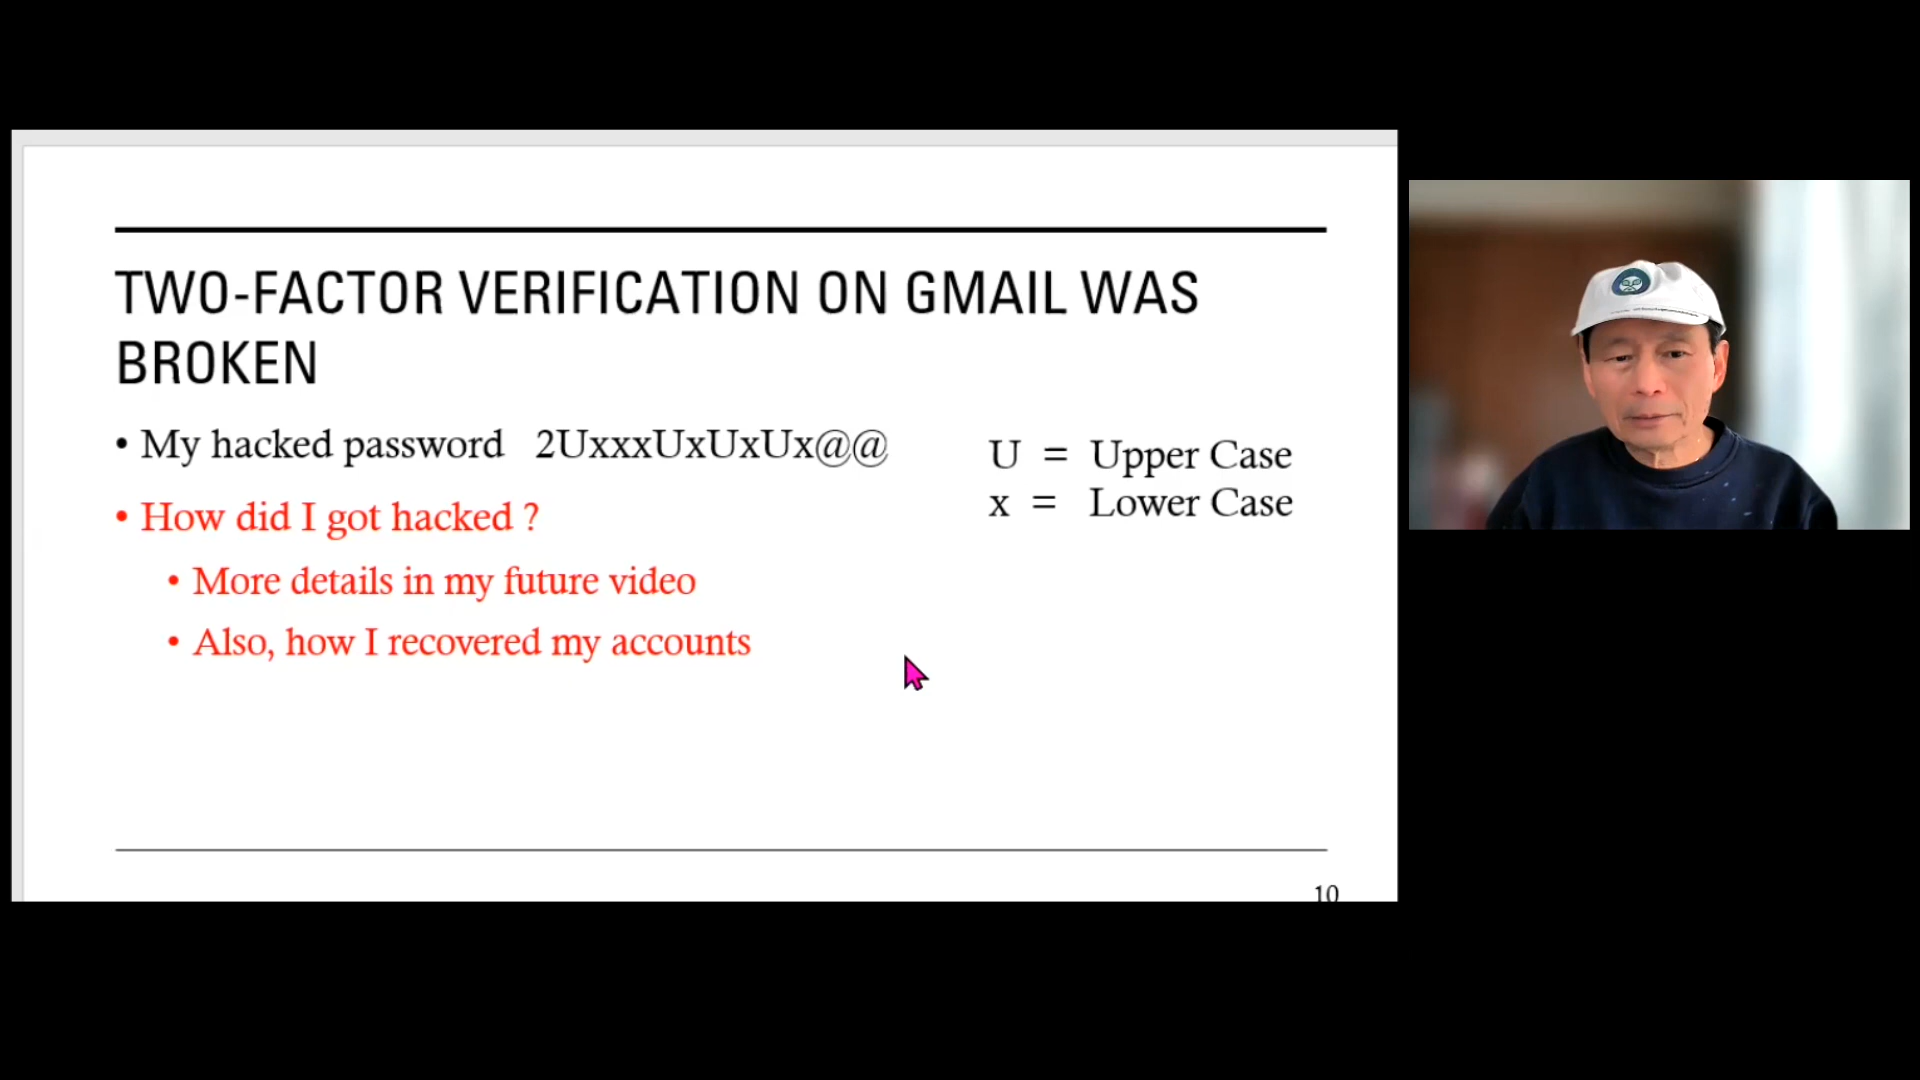 TWO-FACTOR VERIFICATION ON GMAIL WAS
BROKEN
• My hacked password 2UxxxUxUxUx@@
U = Upper Case
x = Lower Case
• How did I got hacked ?
• More details in my future video
• Also, how I recovered my accounts
10